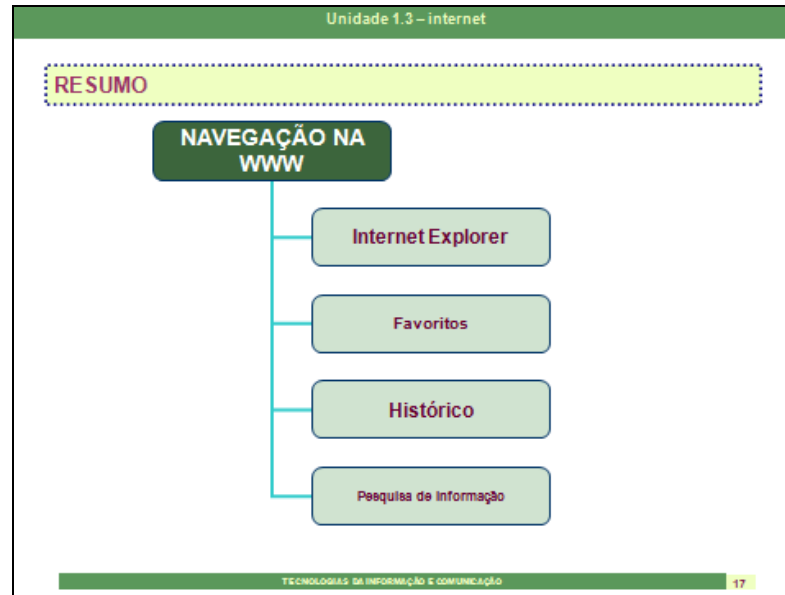 Unidade 1.3 – internet
RESUMO
NAVEGAÇÃO NA
WWW
Internet Explorer
Favoritos
Histórico
Pesquisa de Informação
TECNOLOGIAS DA INFORMAÇÃO E COMUNICAÇÃO
17